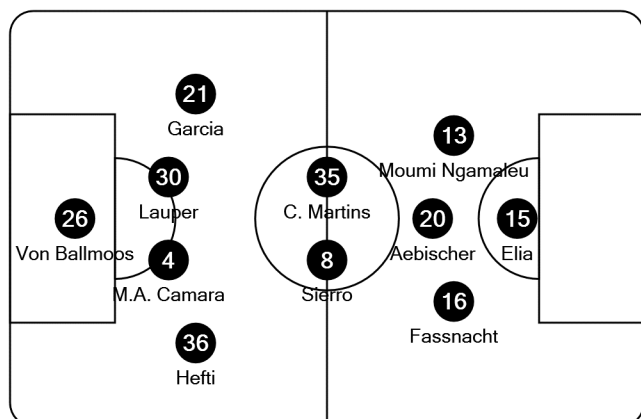 21
Garcia
13
Moumi Ngamaleu
30
Lauper
35
C. Martins
26
Von Ballmoos
20
Aebischer
15
Elia
4
M.A. Camara
8
Sierro
16
Fassnacht
36
Hefti